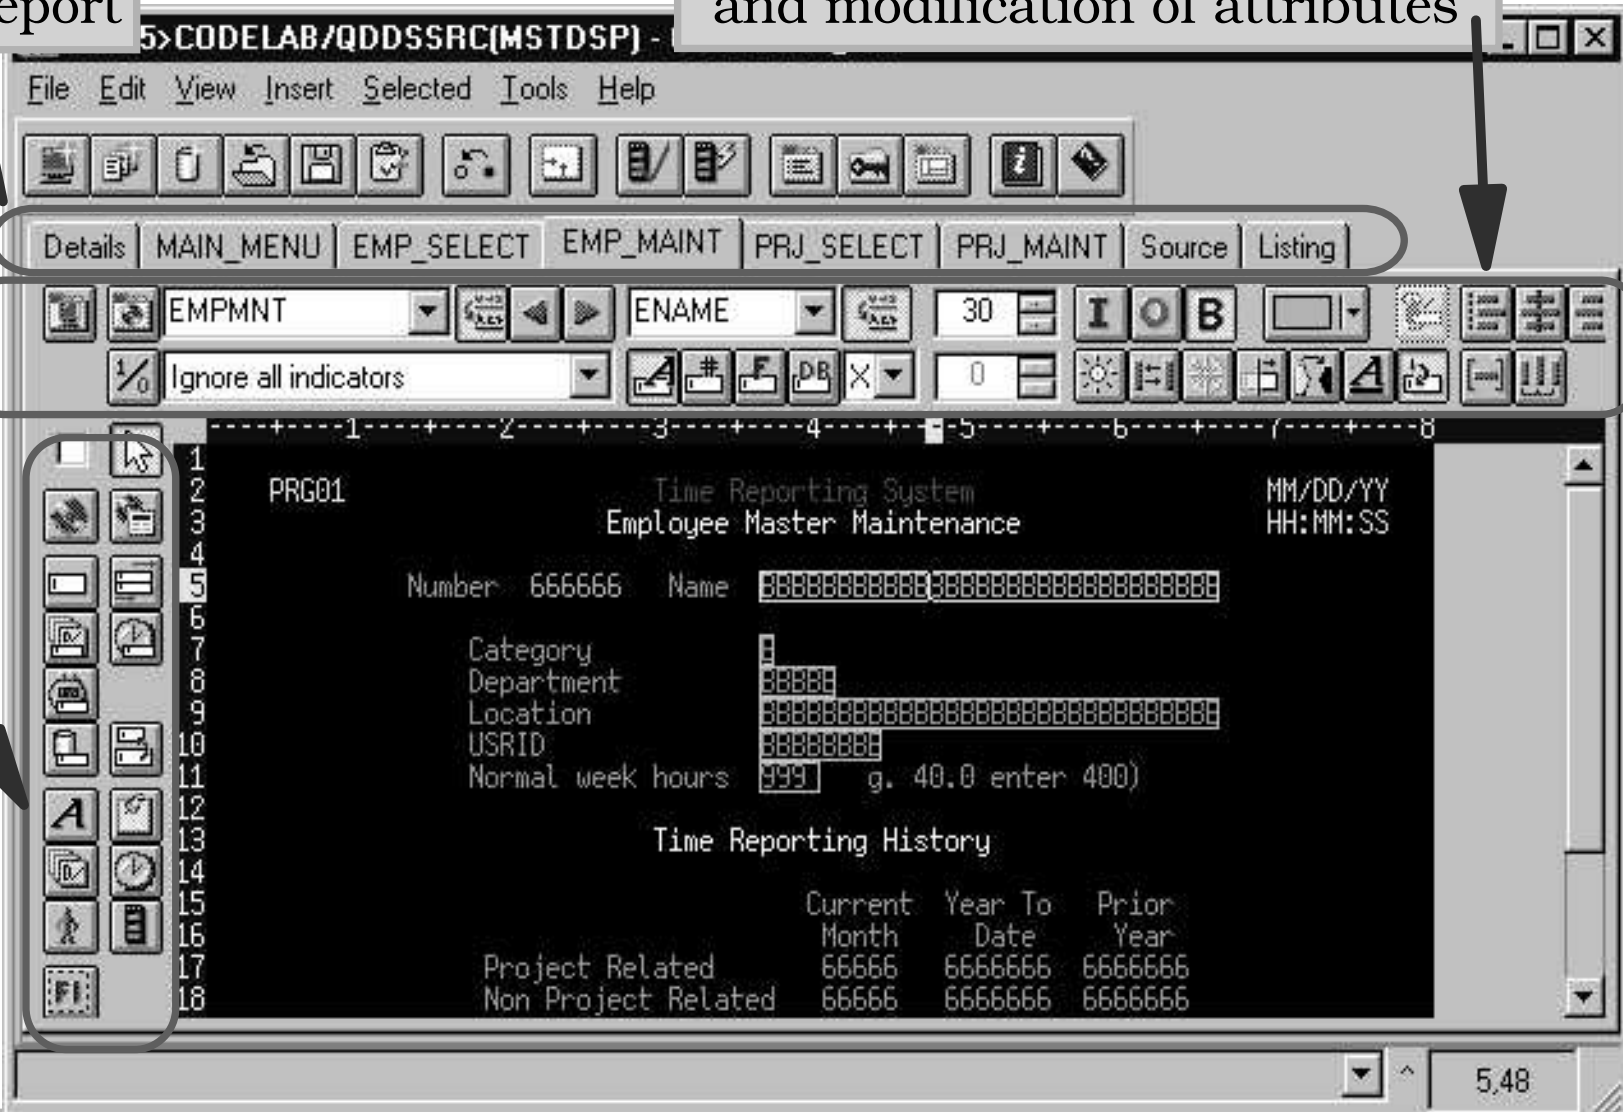 eport
and modification of attributes
5>CODELAB/QDDSSRC(MSTDSP) -
File Edit View Insert Selected Tools Help
Details MAIN_MENU EMP_SELECT EMP_MAINT PRJ_SELECT PRJ_MAINT Source Listing
EMPMNT ENAME 30 I O B
1/0 Ignore all indicators A # F DB X 0 A
----+----1----+----2----+----3----+----4----+--- -5----+----6----+----7----+----8
1
2 PRG01 Time Reporting System MM/DD/YY
3 Employee Master Maintenance HH:MM:SS
4
5 Number 666666 Name BBBBBBBBBBBBBBBBBBBBBBBBBBBBBB
6
7 Category B
8 Department BBBBB
9 Location BBBBBBBBBBBBBBBBBBBBBBBBBBBBBB
10 USRID BBBBBBBB
11 Normal week hours 999 g. 40.0 enter 400)
12
13 Time Reporting History
14
15 Current Year To Prior
16 Month Date Year
17 Project Related 66666 6666666 6666666
18 Non Project Related 66666 6666666 6666666
A
F1
5,48